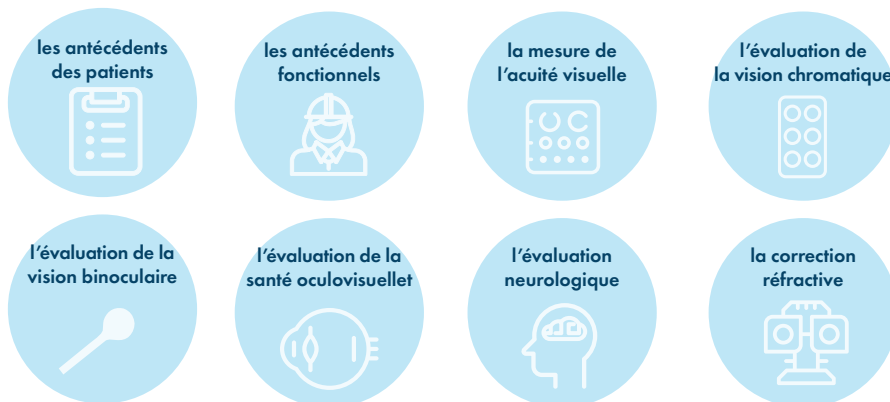 les antécédents
des patients
les antécédents
fonctionnels
la mesure de
l'acuité visuelle
l'évaluation de
la vision chromatique
l'évaluation de la
vision binoculaire
l'évaluation de la
santé oculovisuellet
l'évaluation
neurologique
la correction
réfractive